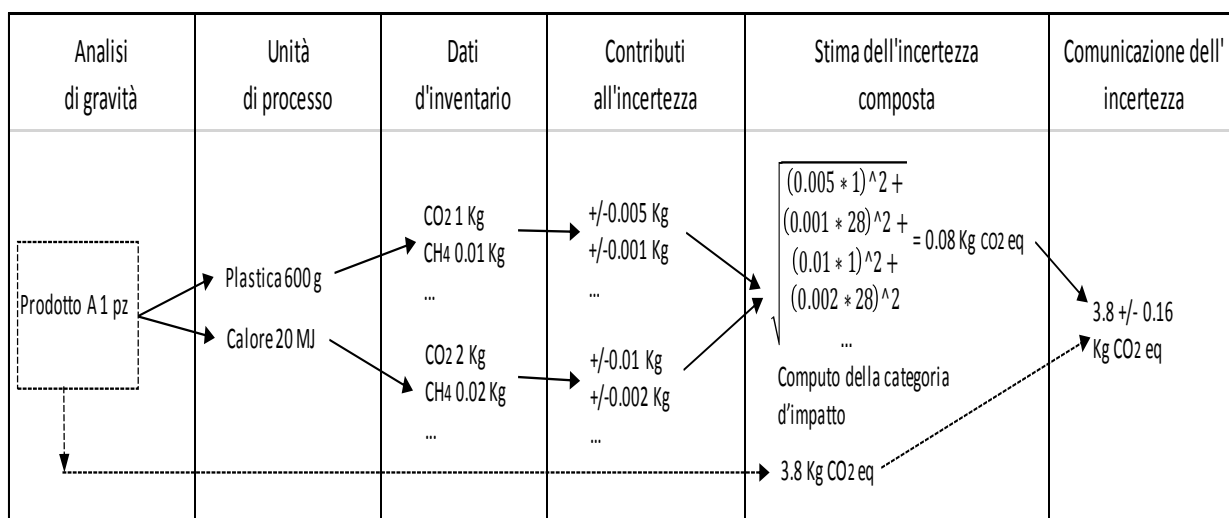 Analisi
di gravità
Unità
di processo
Dati
d'inventario
Contributi
all'incertezza
Stima dell'incertezza
composta
Comunicazione dell'
incertezza
Prodotto A 1 pz
Plastica 600 g
Calore 20 MJ
CO2 1 Kg
CH4 0.01 Kg
...
CO2 2 Kg
CH4 0.02 Kg
...
+/-0.005 Kg
+/-0.001 Kg
...
+/-0.01 Kg
+/-0.002 Kg
...
√(0.005 * 1)^2 +
(0.001 * 28)^2 +
(0.01 * 1)^2 +
(0.002 * 28)^2
...
= 0.08 Kg CO2 eq
Computo della categoria
d’impatto
3.8 Kg CO2 eq
3.8 +/- 0.16
Kg CO2 eq